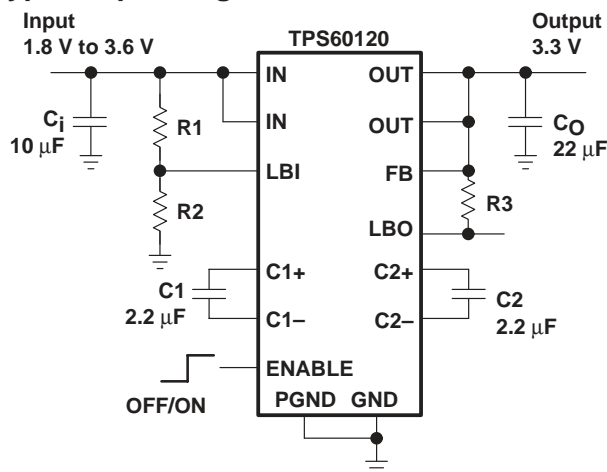 Input
1.8 V to 3.6 V
Output
3.3 V
TPS60120
IN
OUT
Ci
10 µF
R1
IN
OUT
CO
22 µF
LBI
FB
R2
R3
LBO
C1+
C2+
C1
2.2 µF
C2
2.2 µF
C1–
C2–
ENABLE
OFF/ON
PGND
GND